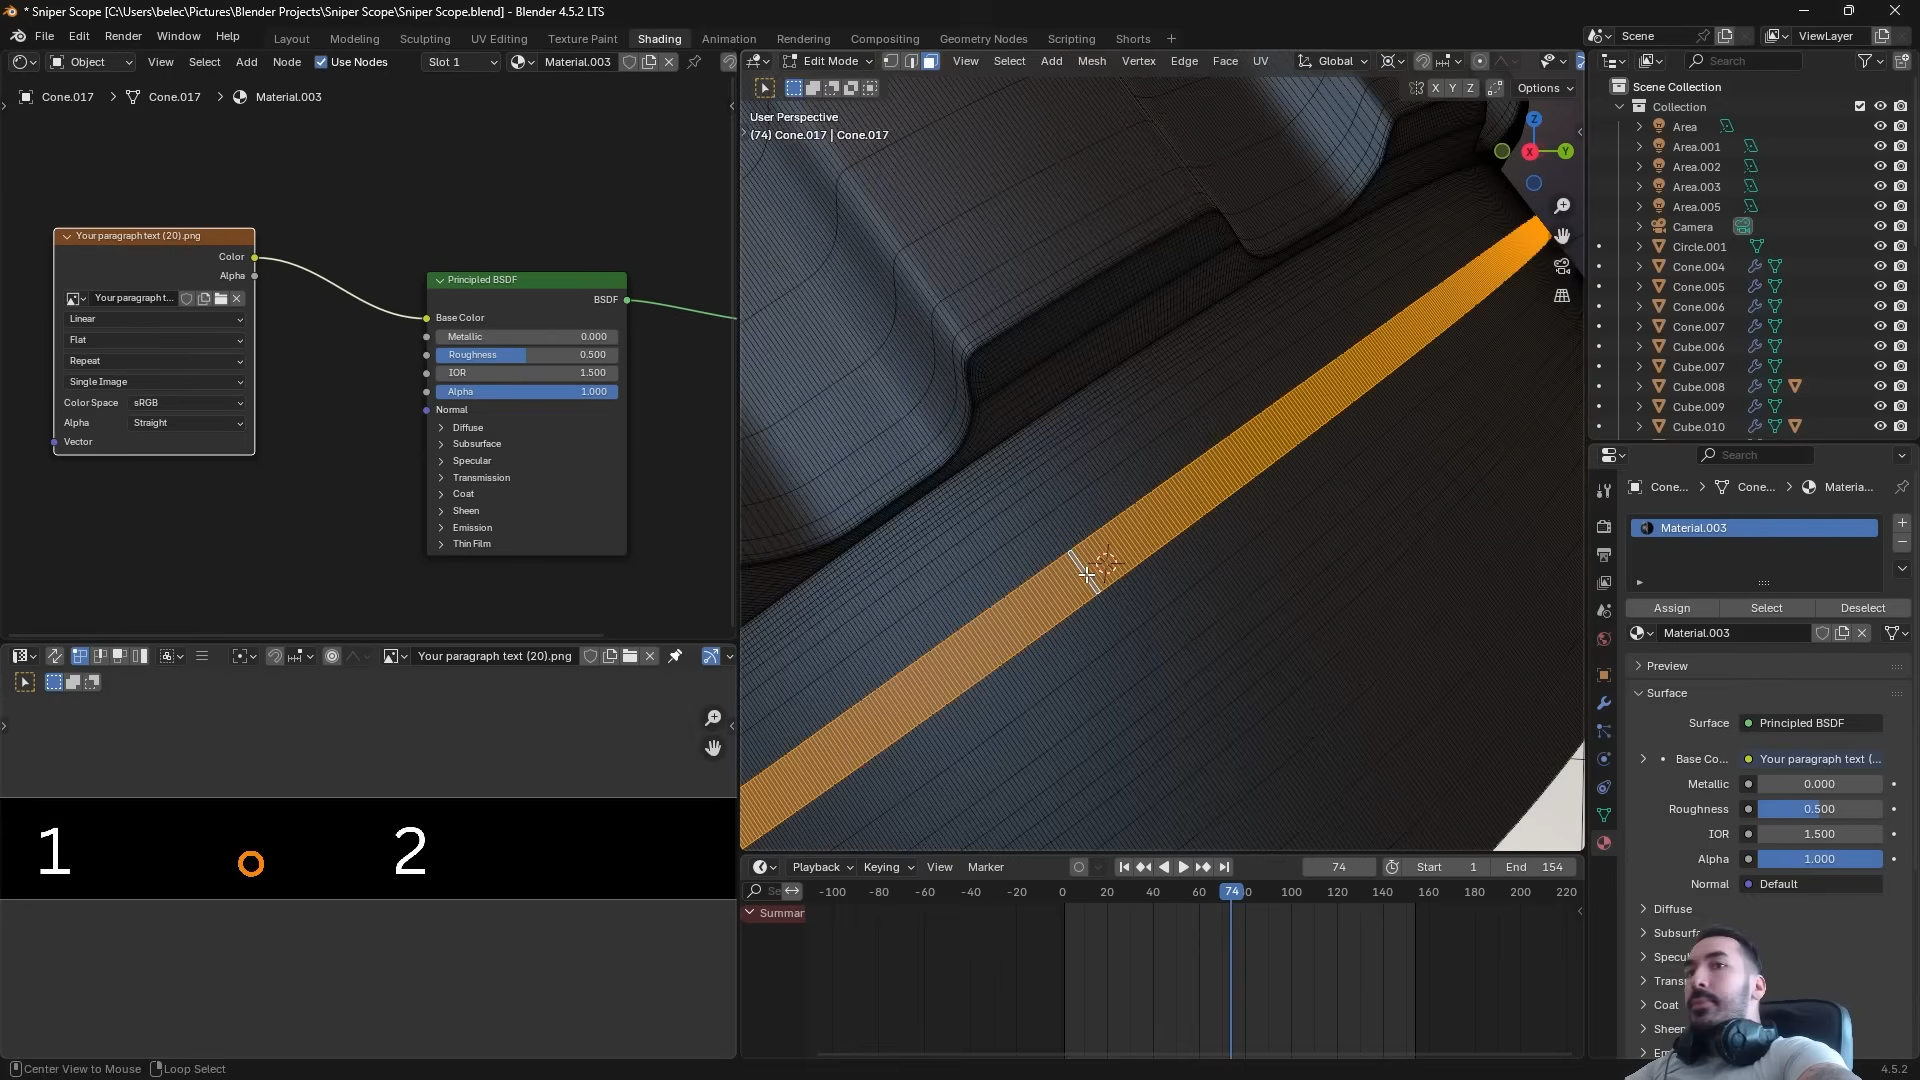 * Sniper Scope [C:\Users\belec\Pictures\Blender Projects\Sniper Scope\Sniper Scope.blend] - Blender 4.5.2 LTS
File Edit Render Window Help Layout Modeling Sculpting UV Editing Texture Paint Shading Animation Rendering Compositing Geometry Nodes Scripting Shorts + Scene ViewLayer
Object View Select Add Node Use Nodes Slot 1 Material.003
Cone.017 > Cone.017 > Material.003
Your paragraph text (20).png
Color
Alpha
Your paragraph t...
Linear
Flat
Repeat
Single Image
Color Space sRGB
Alpha Straight
Vector
Principled BSDF
BSDF
Base Color
Metallic 0.000
Roughness 0.500
IOR 1.500
Alpha 1.000
Normal
Diffuse
Subsurface
Specular
Transmission
Coat
Sheen
Emission
Thin Film
Your paragraph text (20).png
1 2
Edit Mode View Select Add Mesh Vertex Edge Face UV Global
X Y Z Options
User Perspective
(74) Cone.017 | Cone.017
Z
X Y
Playback Keying View Marker 74 Start 1 End 154
-100 -80 -60 -40 -20 0 20 40 60 74 100 120 140 160 180 200 220
Summar
Search
Scene Collection
Collection
Area
Area.001
Area.002
Area.003
Area.005
Camera
Circle.001
Cone.004
Cone.005
Cone.006
Cone.007
Cube.006
Cube.007
Cube.008
Cube.009
Cube.010
Search
Cone... > Cone... > Materia...
Material.003
Assign Select Deselect
Material.003
Preview
Surface
Surface Principled BSDF
Base Co... Your paragraph text (...
Metallic 0.000
Roughness 0.500
IOR 1.500
Alpha 1.000
Normal Default
Diffuse
Subsurfa
Specul
Trans
Coat
Sheer
Center View to Mouse Loop Select 4.5.2